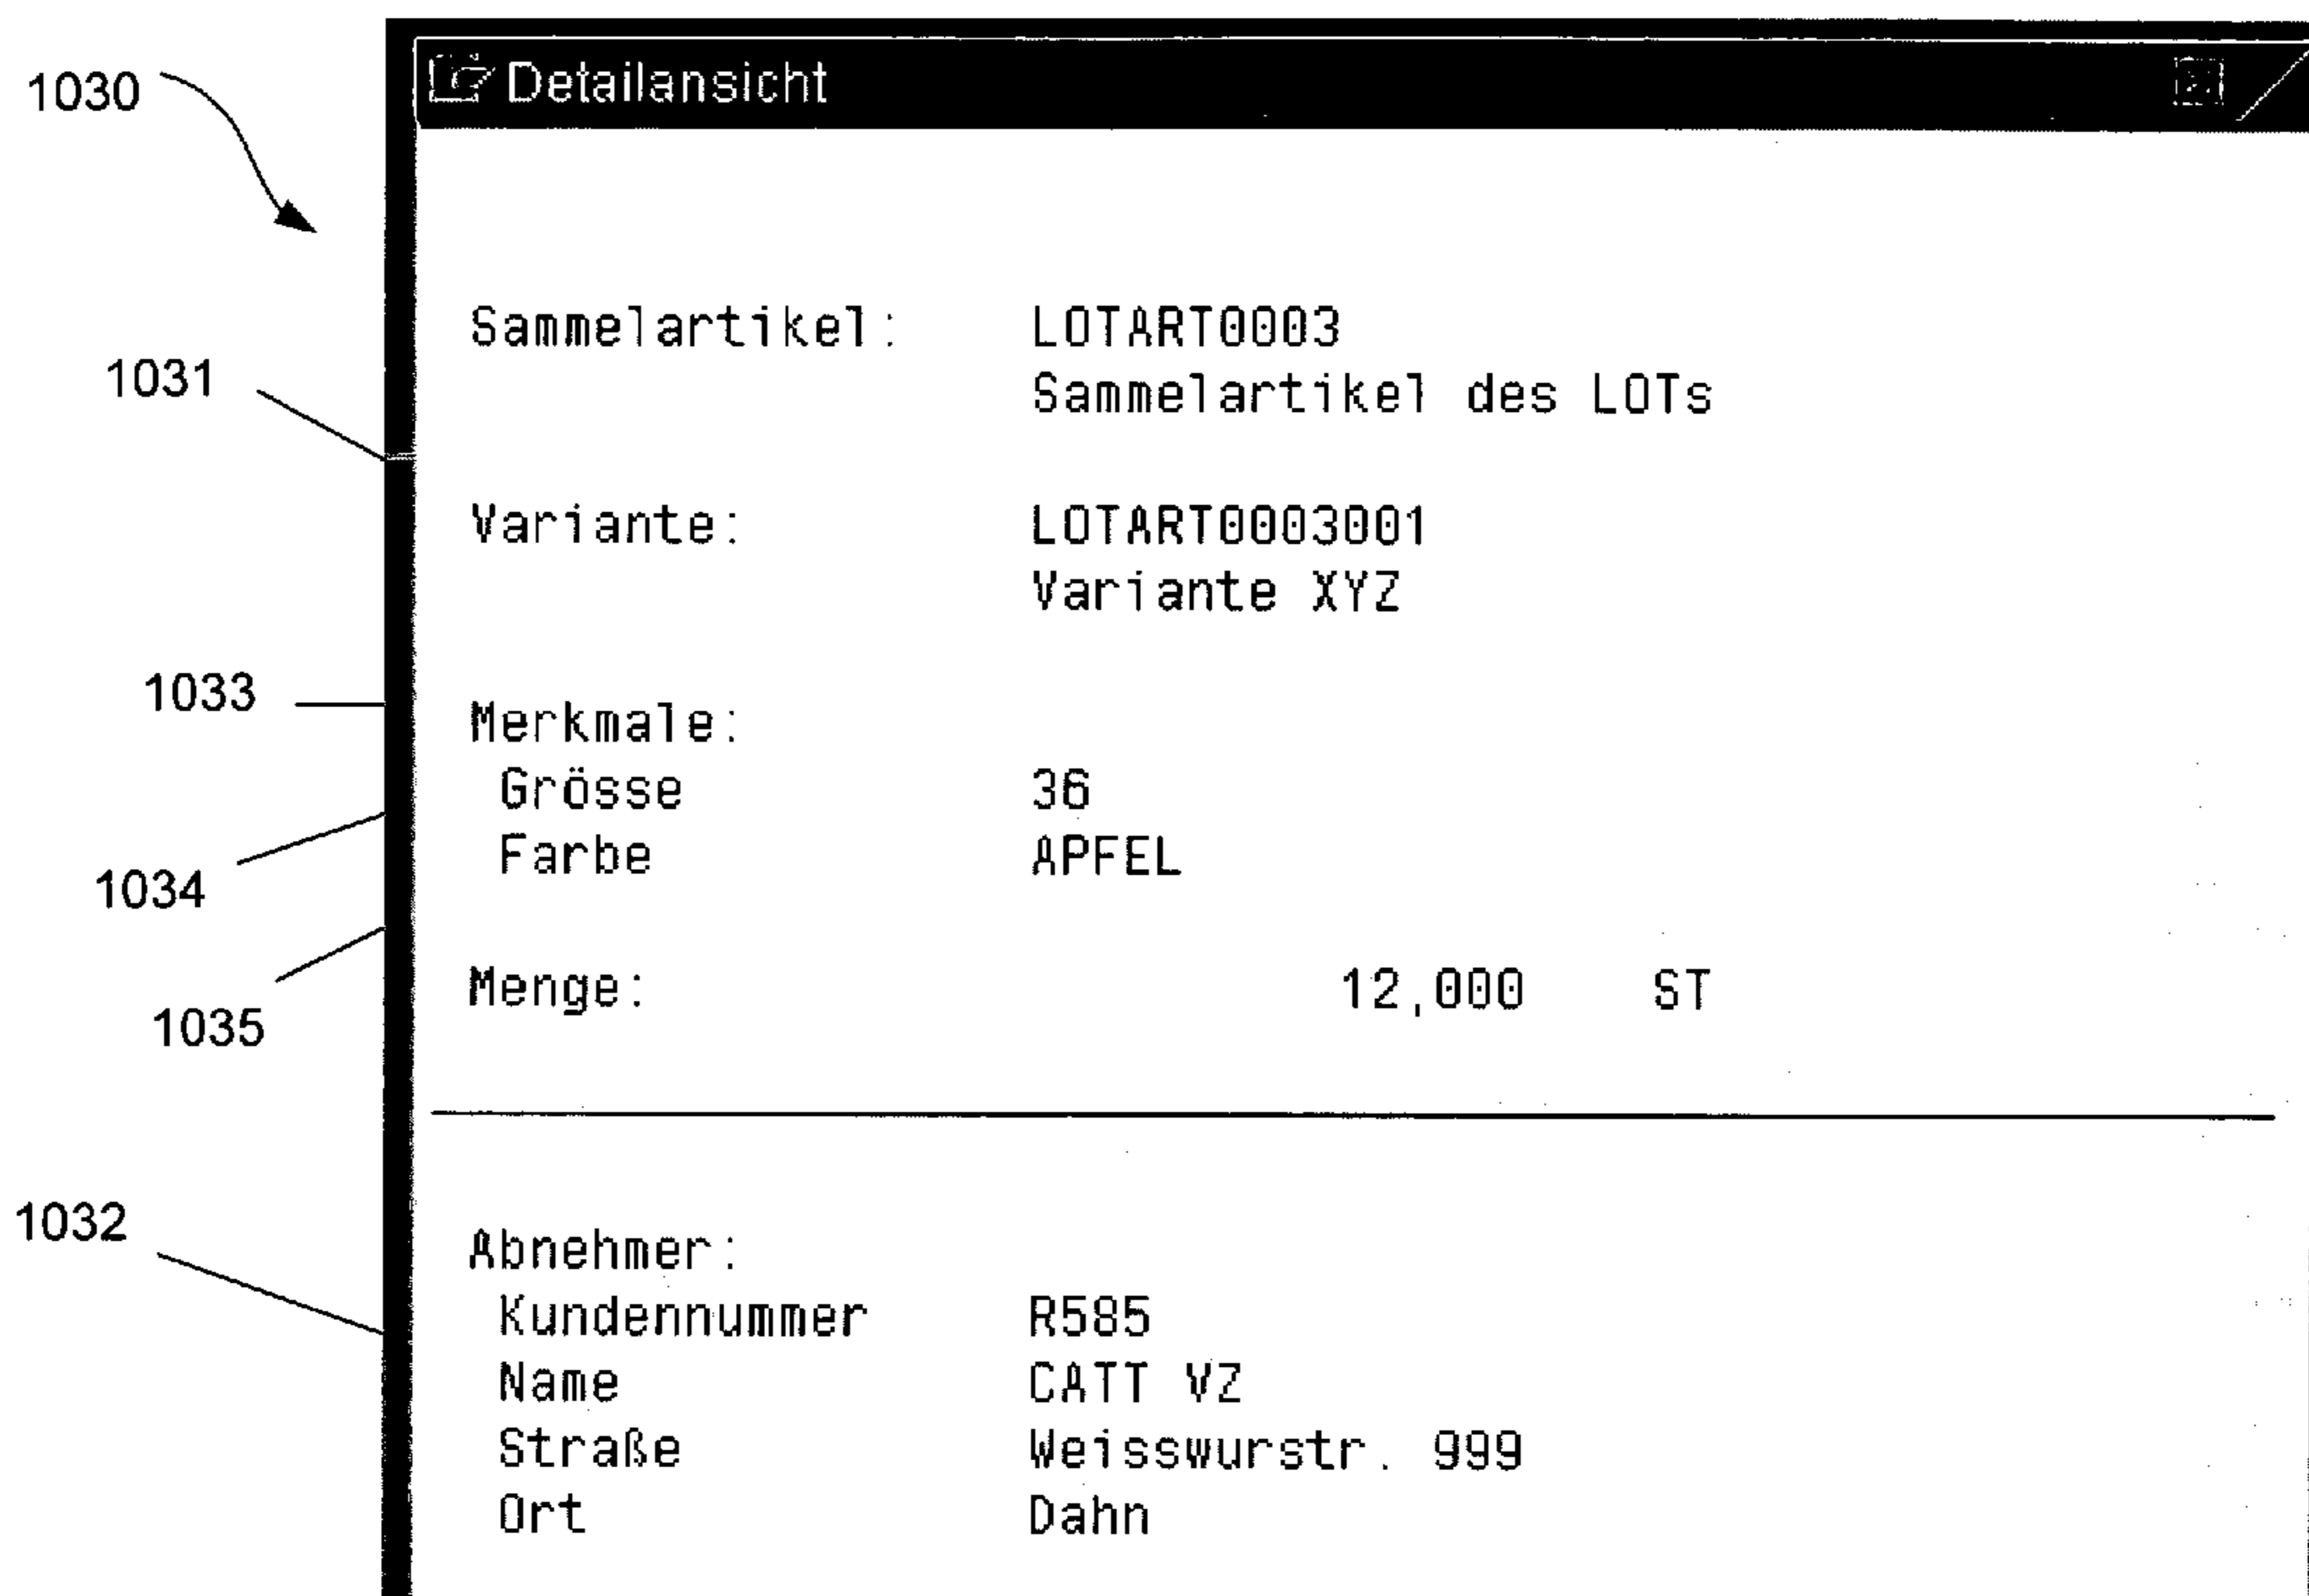 1030
Detailansicht
Sammelartikel: LOTART0003
1031
Sammelartikel des LOTs
Variante: LOTART0003001
Variante XYZ
1033
Merkmale:
Grösse 36
Farbe APFEL
1034
Menge: 12,000 ST
1035
1032
Abnehmer:
Kundennummer R585
Name CATT VZ
Straße Weisswurstr. 999
Ort Dahn